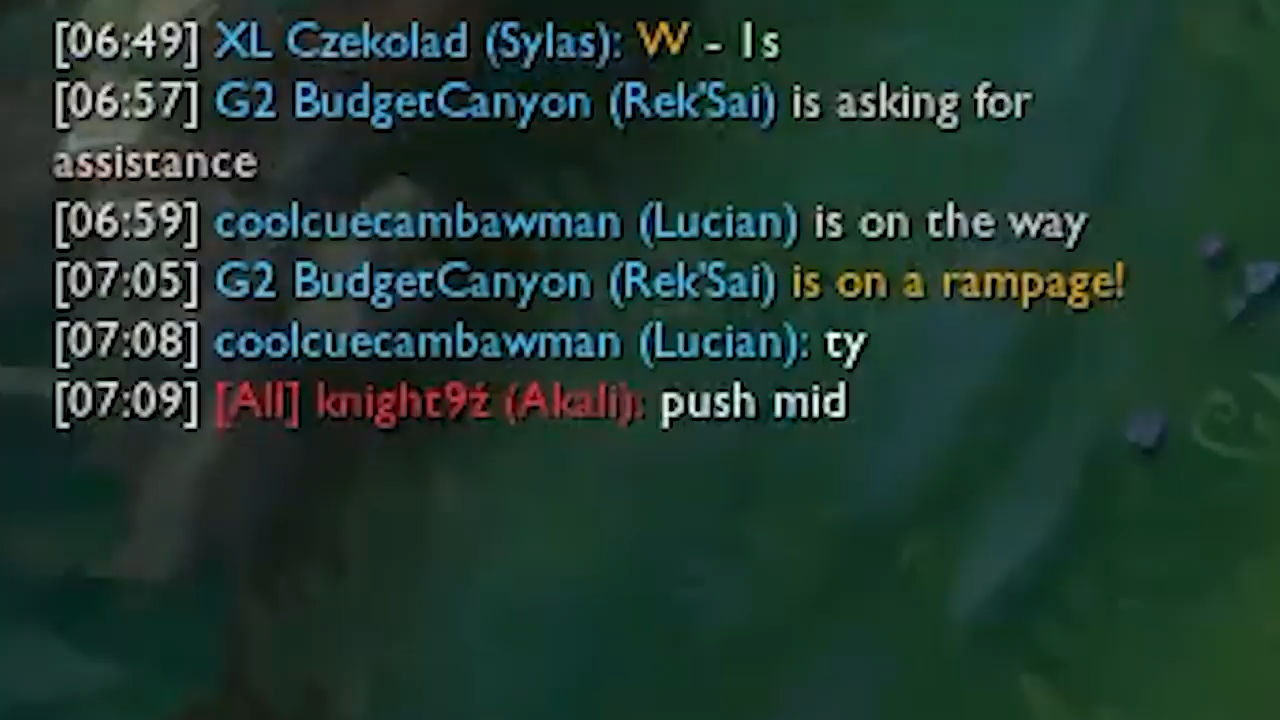 [06:49] XL Czekolad (Sylas): W - 1s
[06:57] G2 BudgetCanyon (Rek'Sai) is asking for
assistance
[06:59] coolcuecambawman (Lucian) is on the way
[07:05] G2 BudgetCanyon (Rek'Sai) is on a rampage!
[07:08] coolcuecambawman (Lucian): ty
[07:09] [All] knight9ż (Akali): push mid